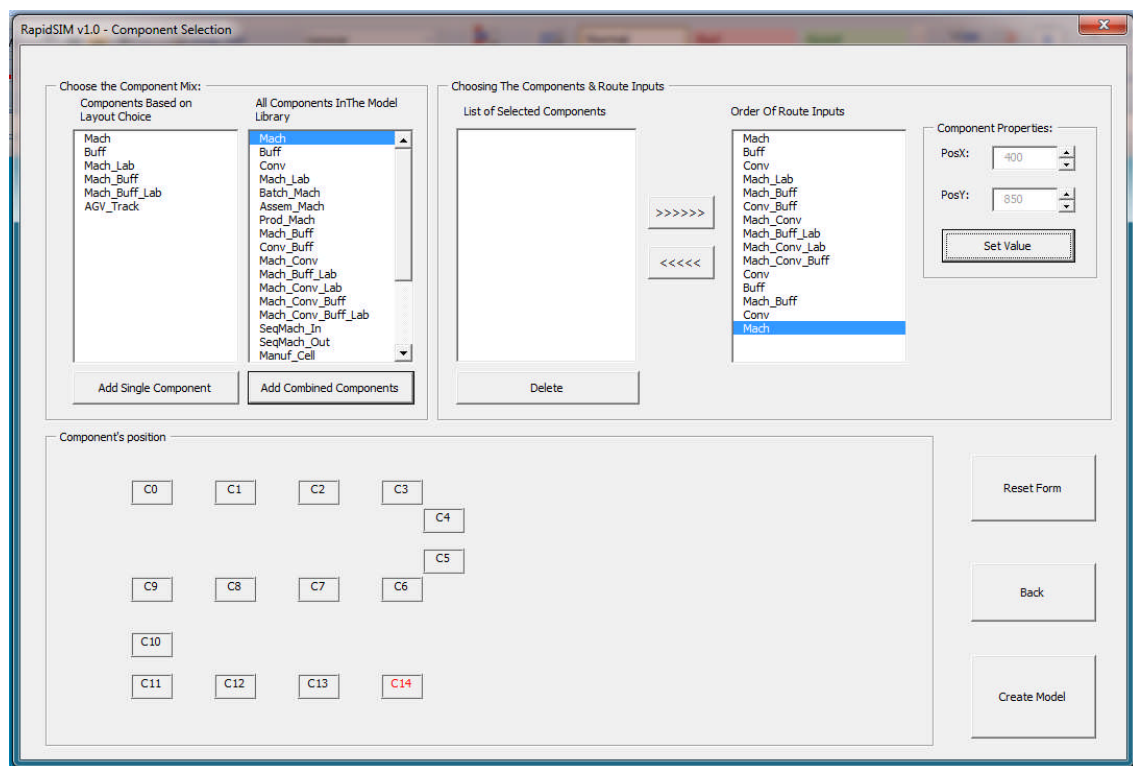 RapidSIM v1.0 - Component Selection
Choose the Component Mix:
Components Based on
Layout Choice
Mach
Buff
Mach_Lab
Mach_Buff
Mach_Buff_Lab
AGV_Track
All Components InThe Model
Library
Mach
Buff
Conv
Mach_Lab
Batch_Mach
Assem_Mach
Prod_Mach
Mach_Buff
Conv_Buff
Mach_Conv
Mach_Buff_Lab
Mach_Conv_Lab
Mach_Conv_Buff
Mach_Conv_Buff_Lab
SeqMach_In
SeqMach_Out
Manuf_Cell
Add Single Component
Add Combined Components
Choosing The Components & Route Inputs
List of Selected Components
>>>>>>
<<<<<
Delete
Order Of Route Inputs
Mach
Buff
Conv
Mach_Lab
Mach_Buff
Conv_Buff
Mach_Conv
Mach_Buff_Lab
Mach_Conv_Lab
Mach_Conv_Buff
Conv
Buff
Mach_Buff
Conv
Mach
Component Properties:
PosX: 400
PosY: 850
Set Value
Component's position
C0 C1 C2 C3
C4
C5
C9 C8 C7 C6
C10
C11 C12 C13 C14
Reset Form
Back
Create Model